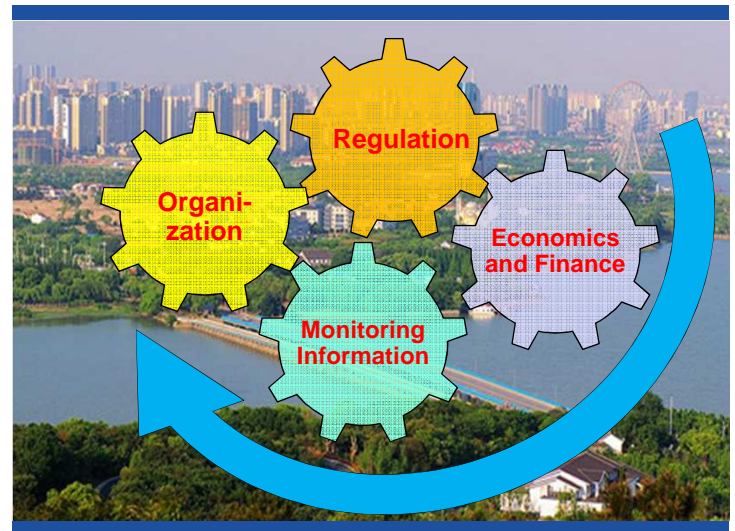 Regulation
Organi-
zation
Economics
and Finance
Monitoring
Information